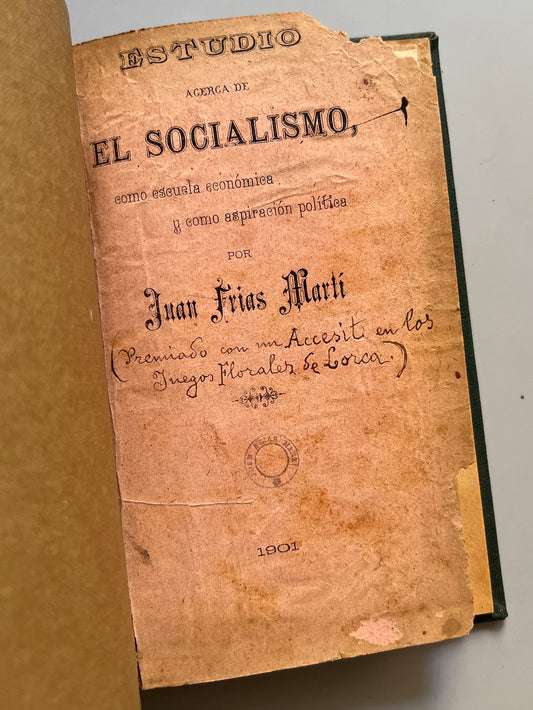 ESTUDIO
ACERCA DE
EL SOCIALISMO,
como escuela económica
y como aspiración política
POR
Juan Frias Martí
(Premiado con un Accesit en los
Juegos Florales de Lorca.)
1901